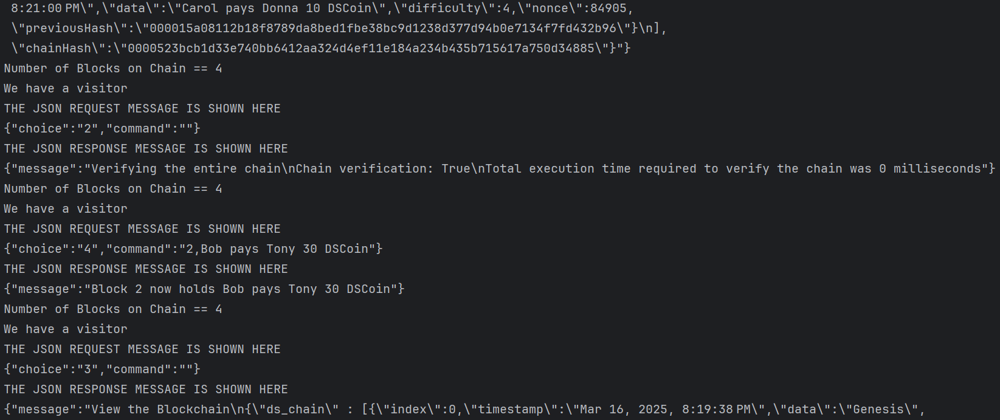 8:21:00 PM\",\"data\":\"Carol pays Donna 10 DSCoin\",\"difficulty\":4,\"nonce\":84905,
\"previousHash\":\"000015a08112b18f8789da8bed1fbe38bc9d1238d377d94b0e7134f7fd432b96\"}\n],
\"chainHash\":\"0000523bcb1d33e740bb6412aa324d4ef11e184a234b435b715617a750d34885\"}"}
Number of Blocks on Chain == 4
We have a visitor
THE JSON REQUEST MESSAGE IS SHOWN HERE
{"choice":"2","command":""}
THE JSON RESPONSE MESSAGE IS SHOWN HERE
{"message":"Verifying the entire chain\nChain verification: True\nTotal execution time required to verify the chain was 0 milliseconds"}
Number of Blocks on Chain == 4
We have a visitor
THE JSON REQUEST MESSAGE IS SHOWN HERE
{"choice":"4","command":"2,Bob pays Tony 30 DSCoin"}
THE JSON RESPONSE MESSAGE IS SHOWN HERE
{"message":"Block 2 now holds Bob pays Tony 30 DSCoin"}
Number of Blocks on Chain == 4
We have a visitor
THE JSON REQUEST MESSAGE IS SHOWN HERE
{"choice":"3","command":""}
THE JSON RESPONSE MESSAGE IS SHOWN HERE
{"message":"View the Blockchain\n{\"ds_chain\" : [{\"index\":0,\"timestamp\":\"Mar 16, 2025, 8:19:38 PM\",\"data\":\"Genesis\",